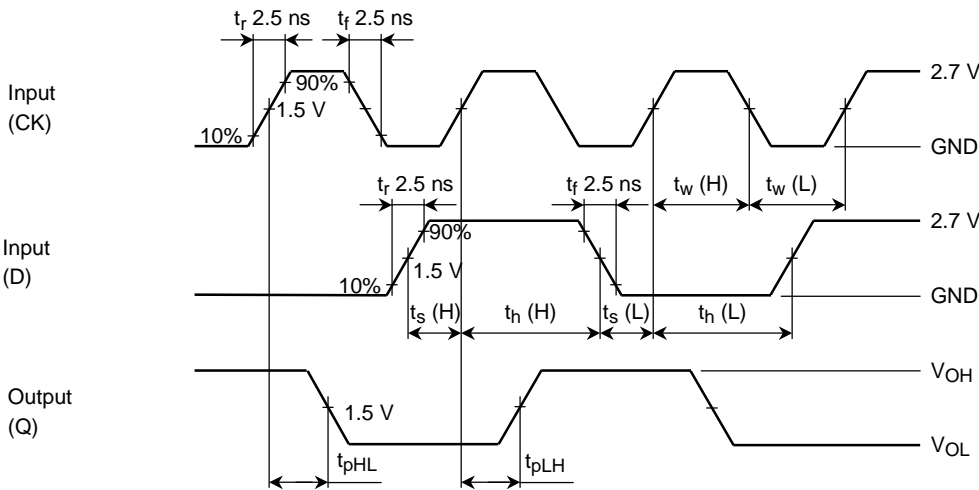 tr 2.5 ns tf 2.5 ns
Input
(CK)
10%
90%
1.5 V
2.7 V
GND
tr 2.5 ns tf 2.5 ns tw (H) tw (L)
Input
(D)
10%
90%
1.5 V
2.7 V
GND
ts (H) th (H) ts (L) th (L)
Output
(Q)
1.5 V
VOH
VOL
tpHL tpLH